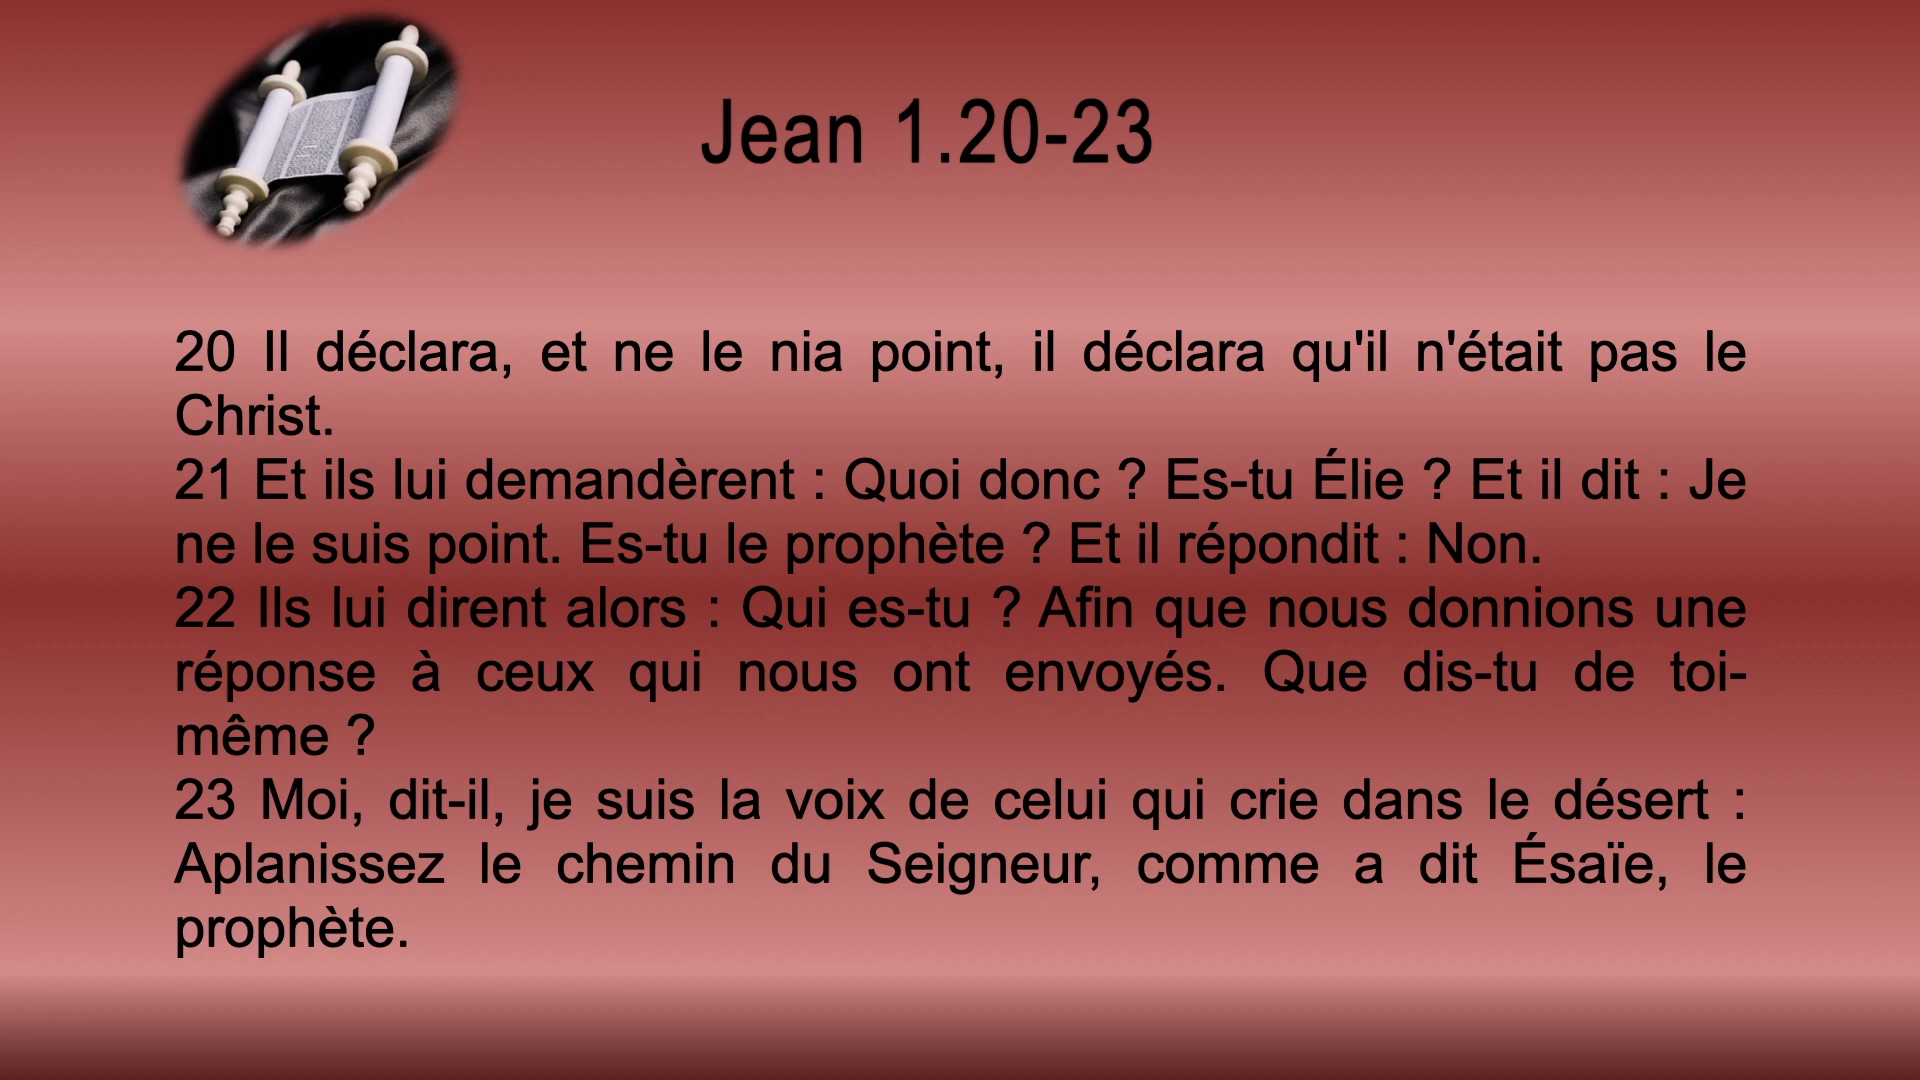 Jean 1.20-23
20 Il déclara, et ne le nia point, il déclara qu'il n'était pas le
Christ.
21 Et ils lui demandèrent : Quoi donc ? Es-tu Élie ? Et il dit : Je
ne le suis point. Es-tu le prophète ? Et il répondit : Non.
22 Ils lui dirent alors : Qui es-tu ? Afin que nous donnions une
réponse à ceux qui nous ont envoyés. Que dis-tu de toi-
même ?
23 Moi, dit-il, je suis la voix de celui qui crie dans le désert :
Aplanissez le chemin du Seigneur, comme a dit Ésaïe, le
prophète.